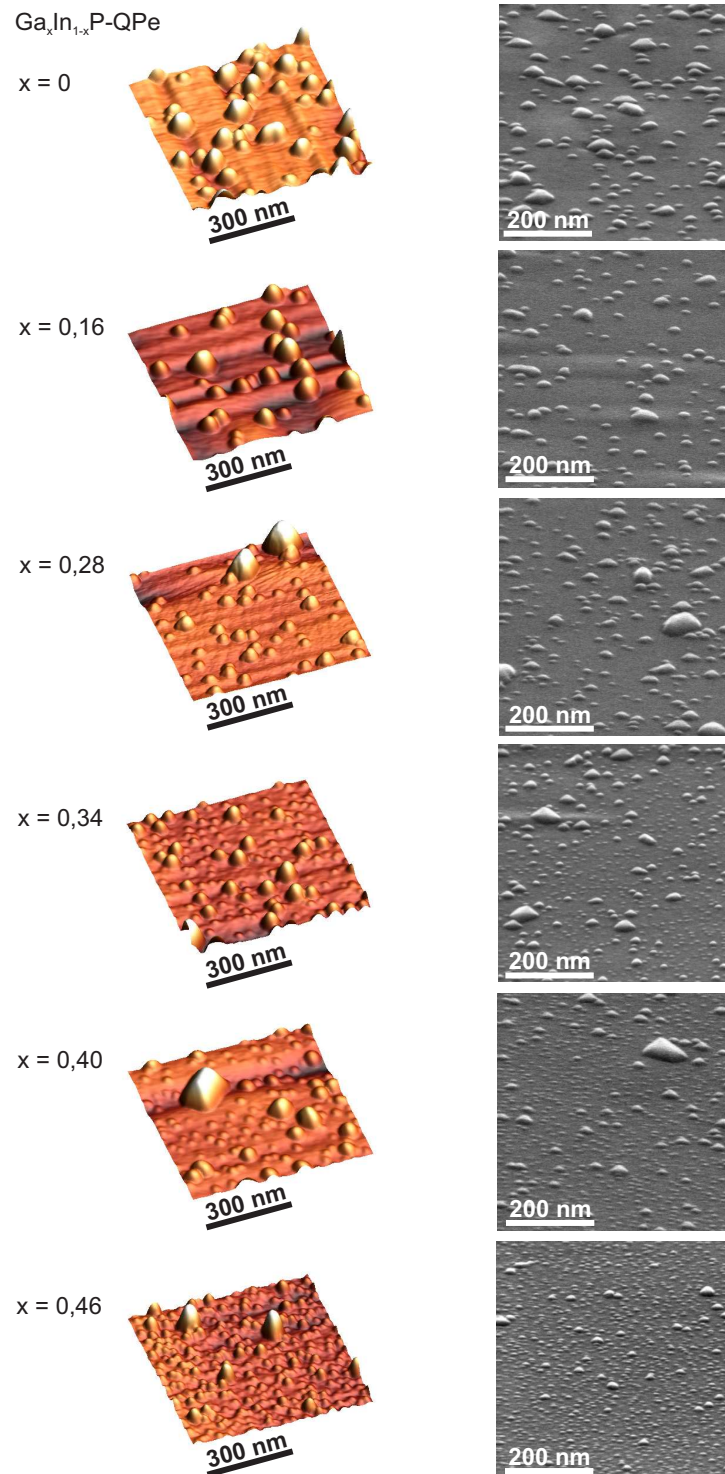 GaₓIn₁₋ₓP-QPe
x = 0
300 nm
200 nm
x = 0,16
300 nm
200 nm
x = 0,28
300 nm
200 nm
x = 0,34
300 nm
200 nm
x = 0,40
300 nm
200 nm
x = 0,46
300 nm
200 nm